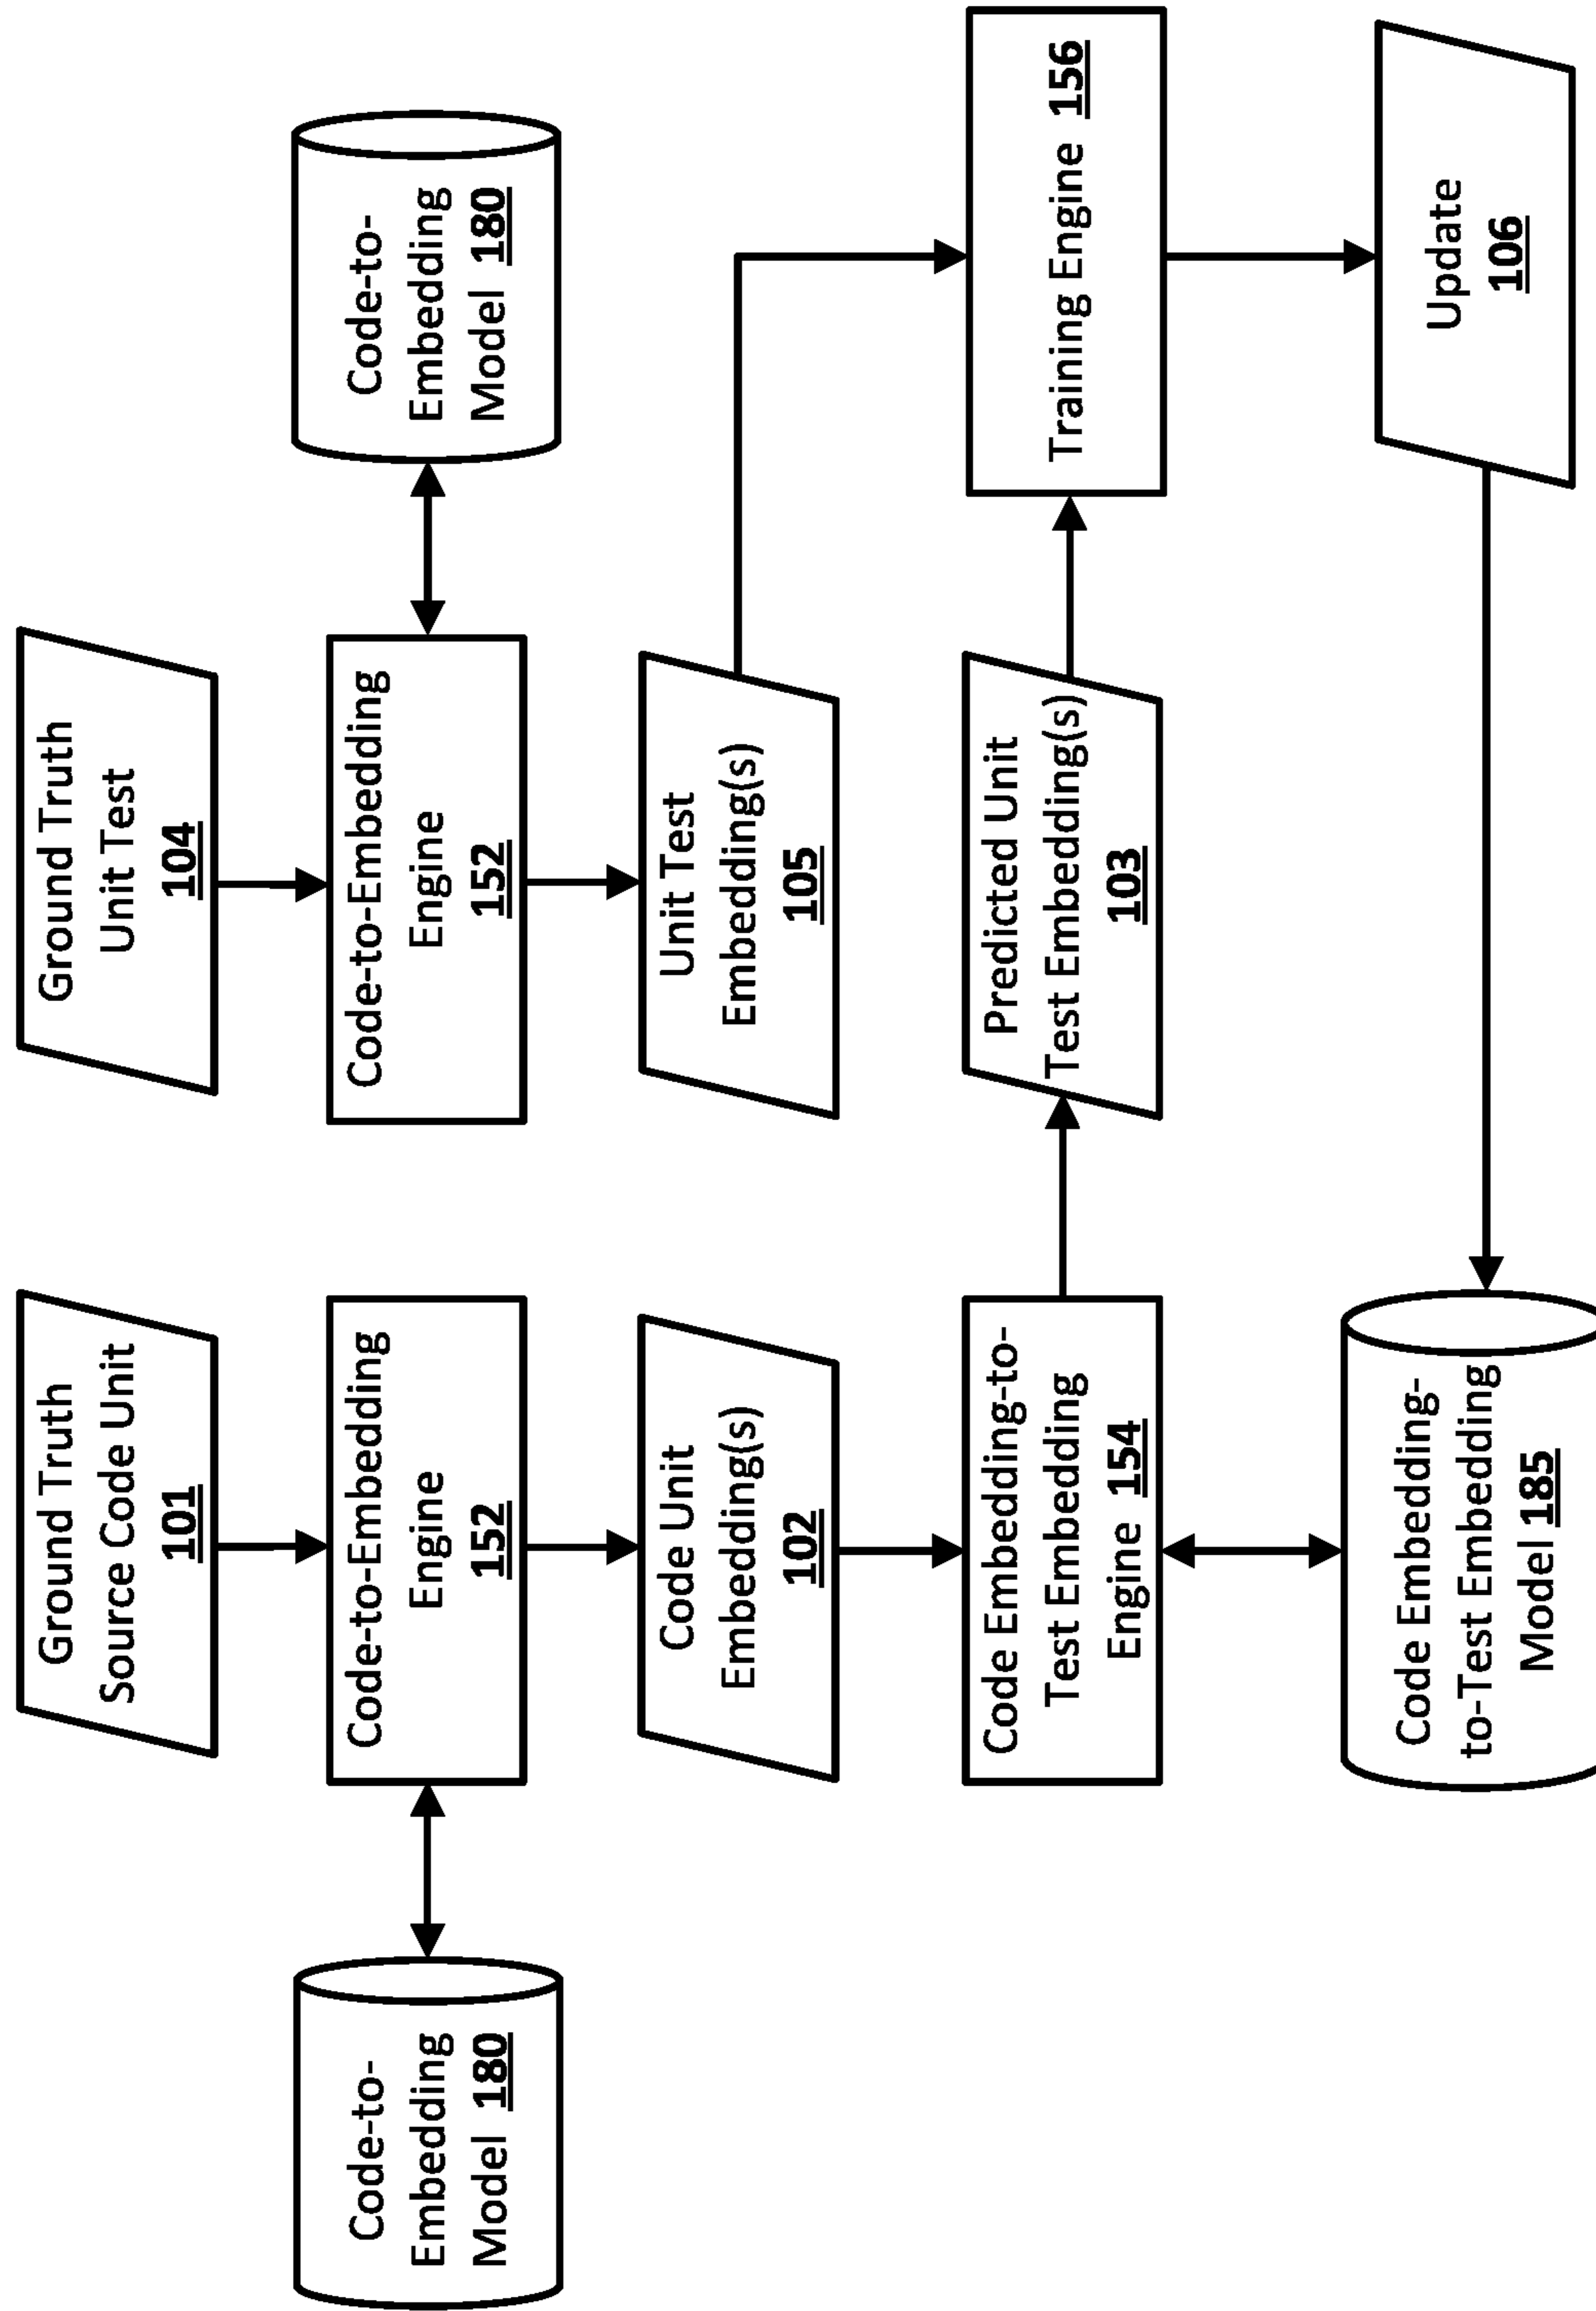 Ground Truth
Source Code Unit
101
Ground Truth
Unit Test
104
Code-to-
Embedding
Model 180
Code-to-Embedding
Engine
152
Code-to-Embedding
Engine
152
Code-to-
Embedding
Model 180
Code Unit
Embedding(s)
102
Unit Test
Embedding(s)
105
Code Embedding-to-
Test Embedding
Engine 154
Predicted Unit
Test Embedding(s)
103
Training Engine 156
Code Embedding-
to-Test Embedding
Model 185
Update
106